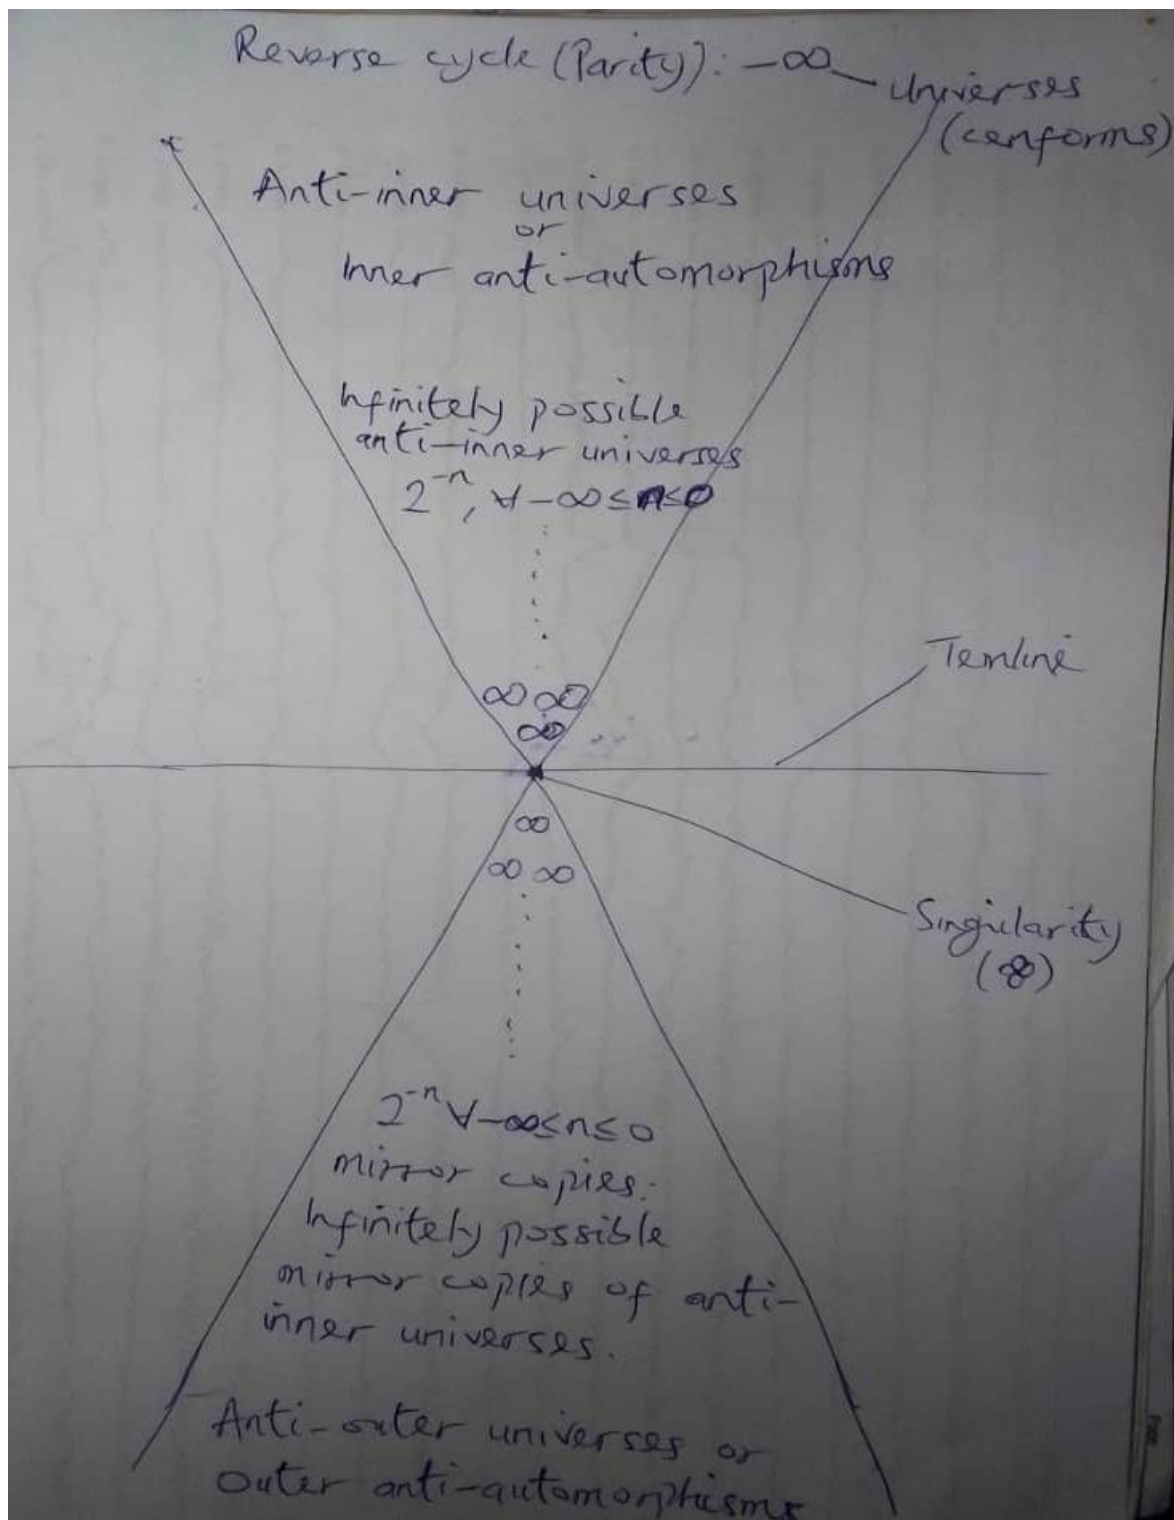 Reverse cycle (Parity): -∞
Universes
(cenforms)
Anti-inner universes
or
Inner anti-automorphisms
Infinitely possible
anti-inner universes
2⁻ⁿ, ∀ -∞ ≤ n ≤ 0
∞ ∞
∞
Temline
∞
∞ ∞
Singularity
(∞)
2⁻ⁿ ∀ -∞ ≤ n ≤ 0
mirror copies.
Infinitely possible
mirror copies of anti-
inner universes.
Anti-outer universes or
outer anti-automorphisms